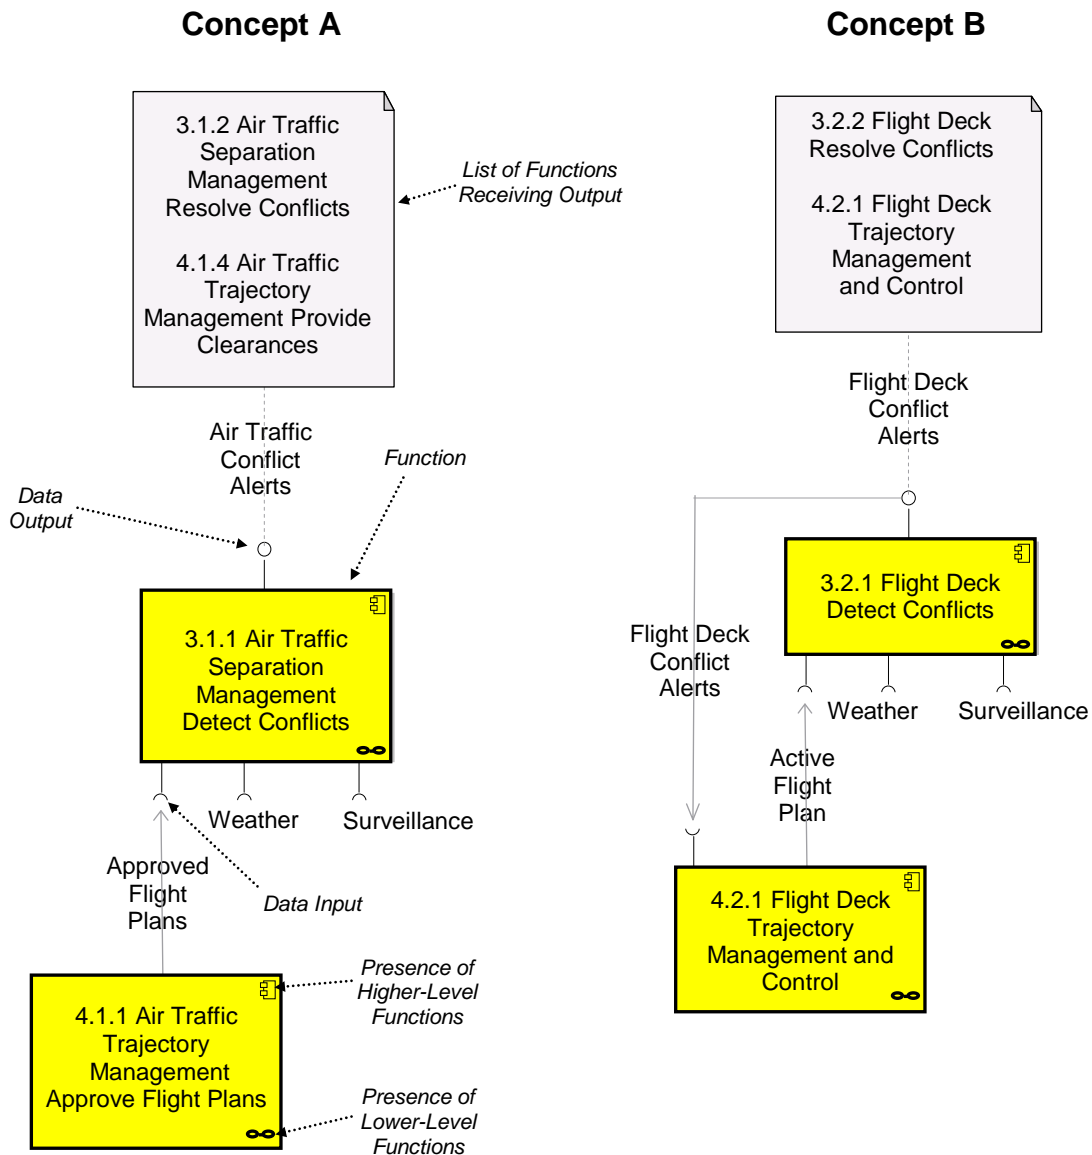 Concept A
3.1.2 Air Traffic
Separation
Management
Resolve Conflicts
4.1.4 Air Traffic
Trajectory
Management Provide
Clearances
List of Functions
Receiving Output
Air Traffic
Conflict
Alerts
Function
Data
Output
3.1.1 Air Traffic
Separation
Management
Detect Conflicts
Weather
Surveillance
Approved
Flight
Plans
Data Input
4.1.1 Air Traffic
Trajectory
Management
Approve Flight Plans
Presence of
Higher-Level
Functions
Presence of
Lower-Level
Functions
Concept B
3.2.2 Flight Deck
Resolve Conflicts
4.2.1 Flight Deck
Trajectory
Management
and Control
Flight Deck
Conflict
Alerts
3.2.1 Flight Deck
Detect Conflicts
Flight Deck
Conflict
Alerts
Weather
Surveillance
Active
Flight
Plan
4.2.1 Flight Deck
Trajectory
Management and
Control